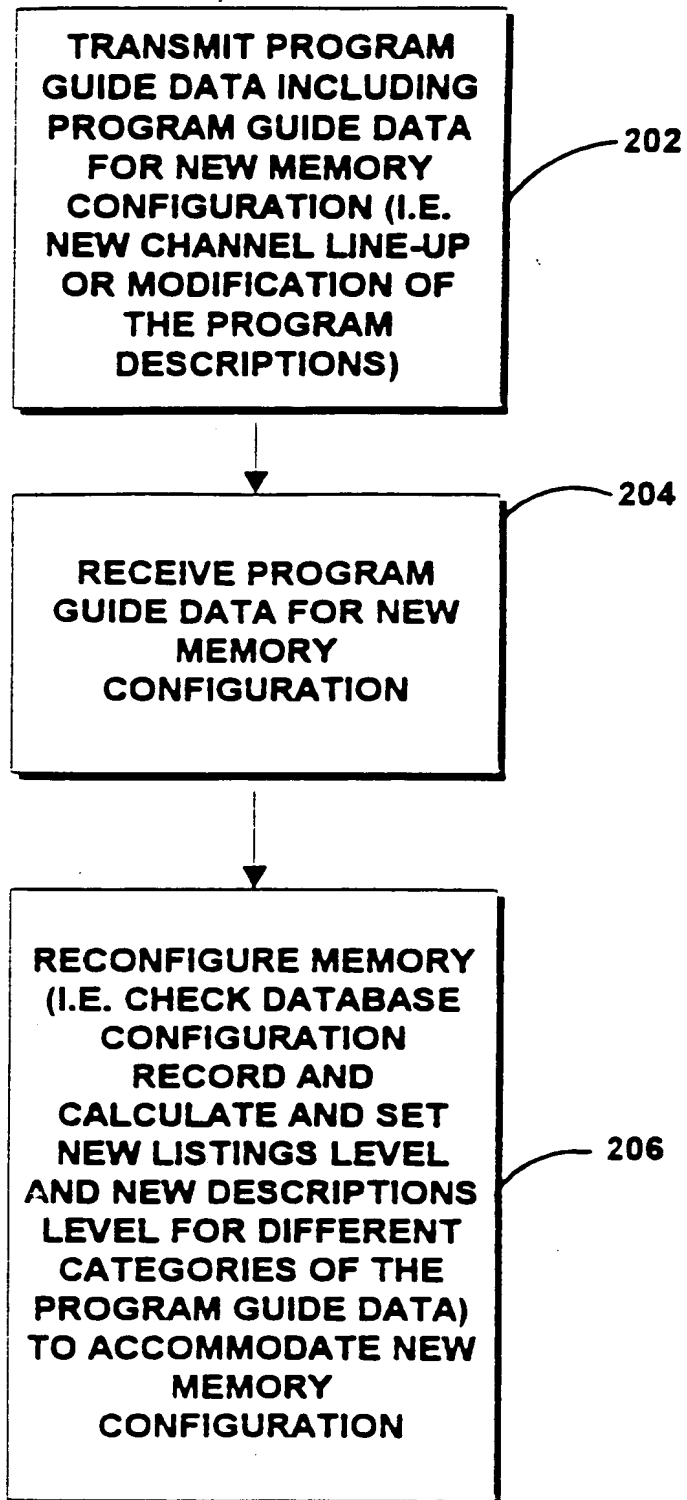 TRANSMIT PROGRAM
GUIDE DATA INCLUDING
PROGRAM GUIDE DATA
FOR NEW MEMORY
CONFIGURATION (I.E.
NEW CHANNEL LINE-UP
OR MODIFICATION OF
THE PROGRAM
DESCRIPTIONS)
202
RECEIVE PROGRAM
GUIDE DATA FOR NEW
MEMORY
CONFIGURATION
204
RECONFIGURE MEMORY
(I.E. CHECK DATABASE
CONFIGURATION
RECORD AND
CALCULATE AND SET
NEW LISTINGS LEVEL
AND NEW DESCRIPTIONS
LEVEL FOR DIFFERENT
CATEGORIES OF THE
PROGRAM GUIDE DATA)
TO ACCOMMODATE NEW
MEMORY
CONFIGURATION
206